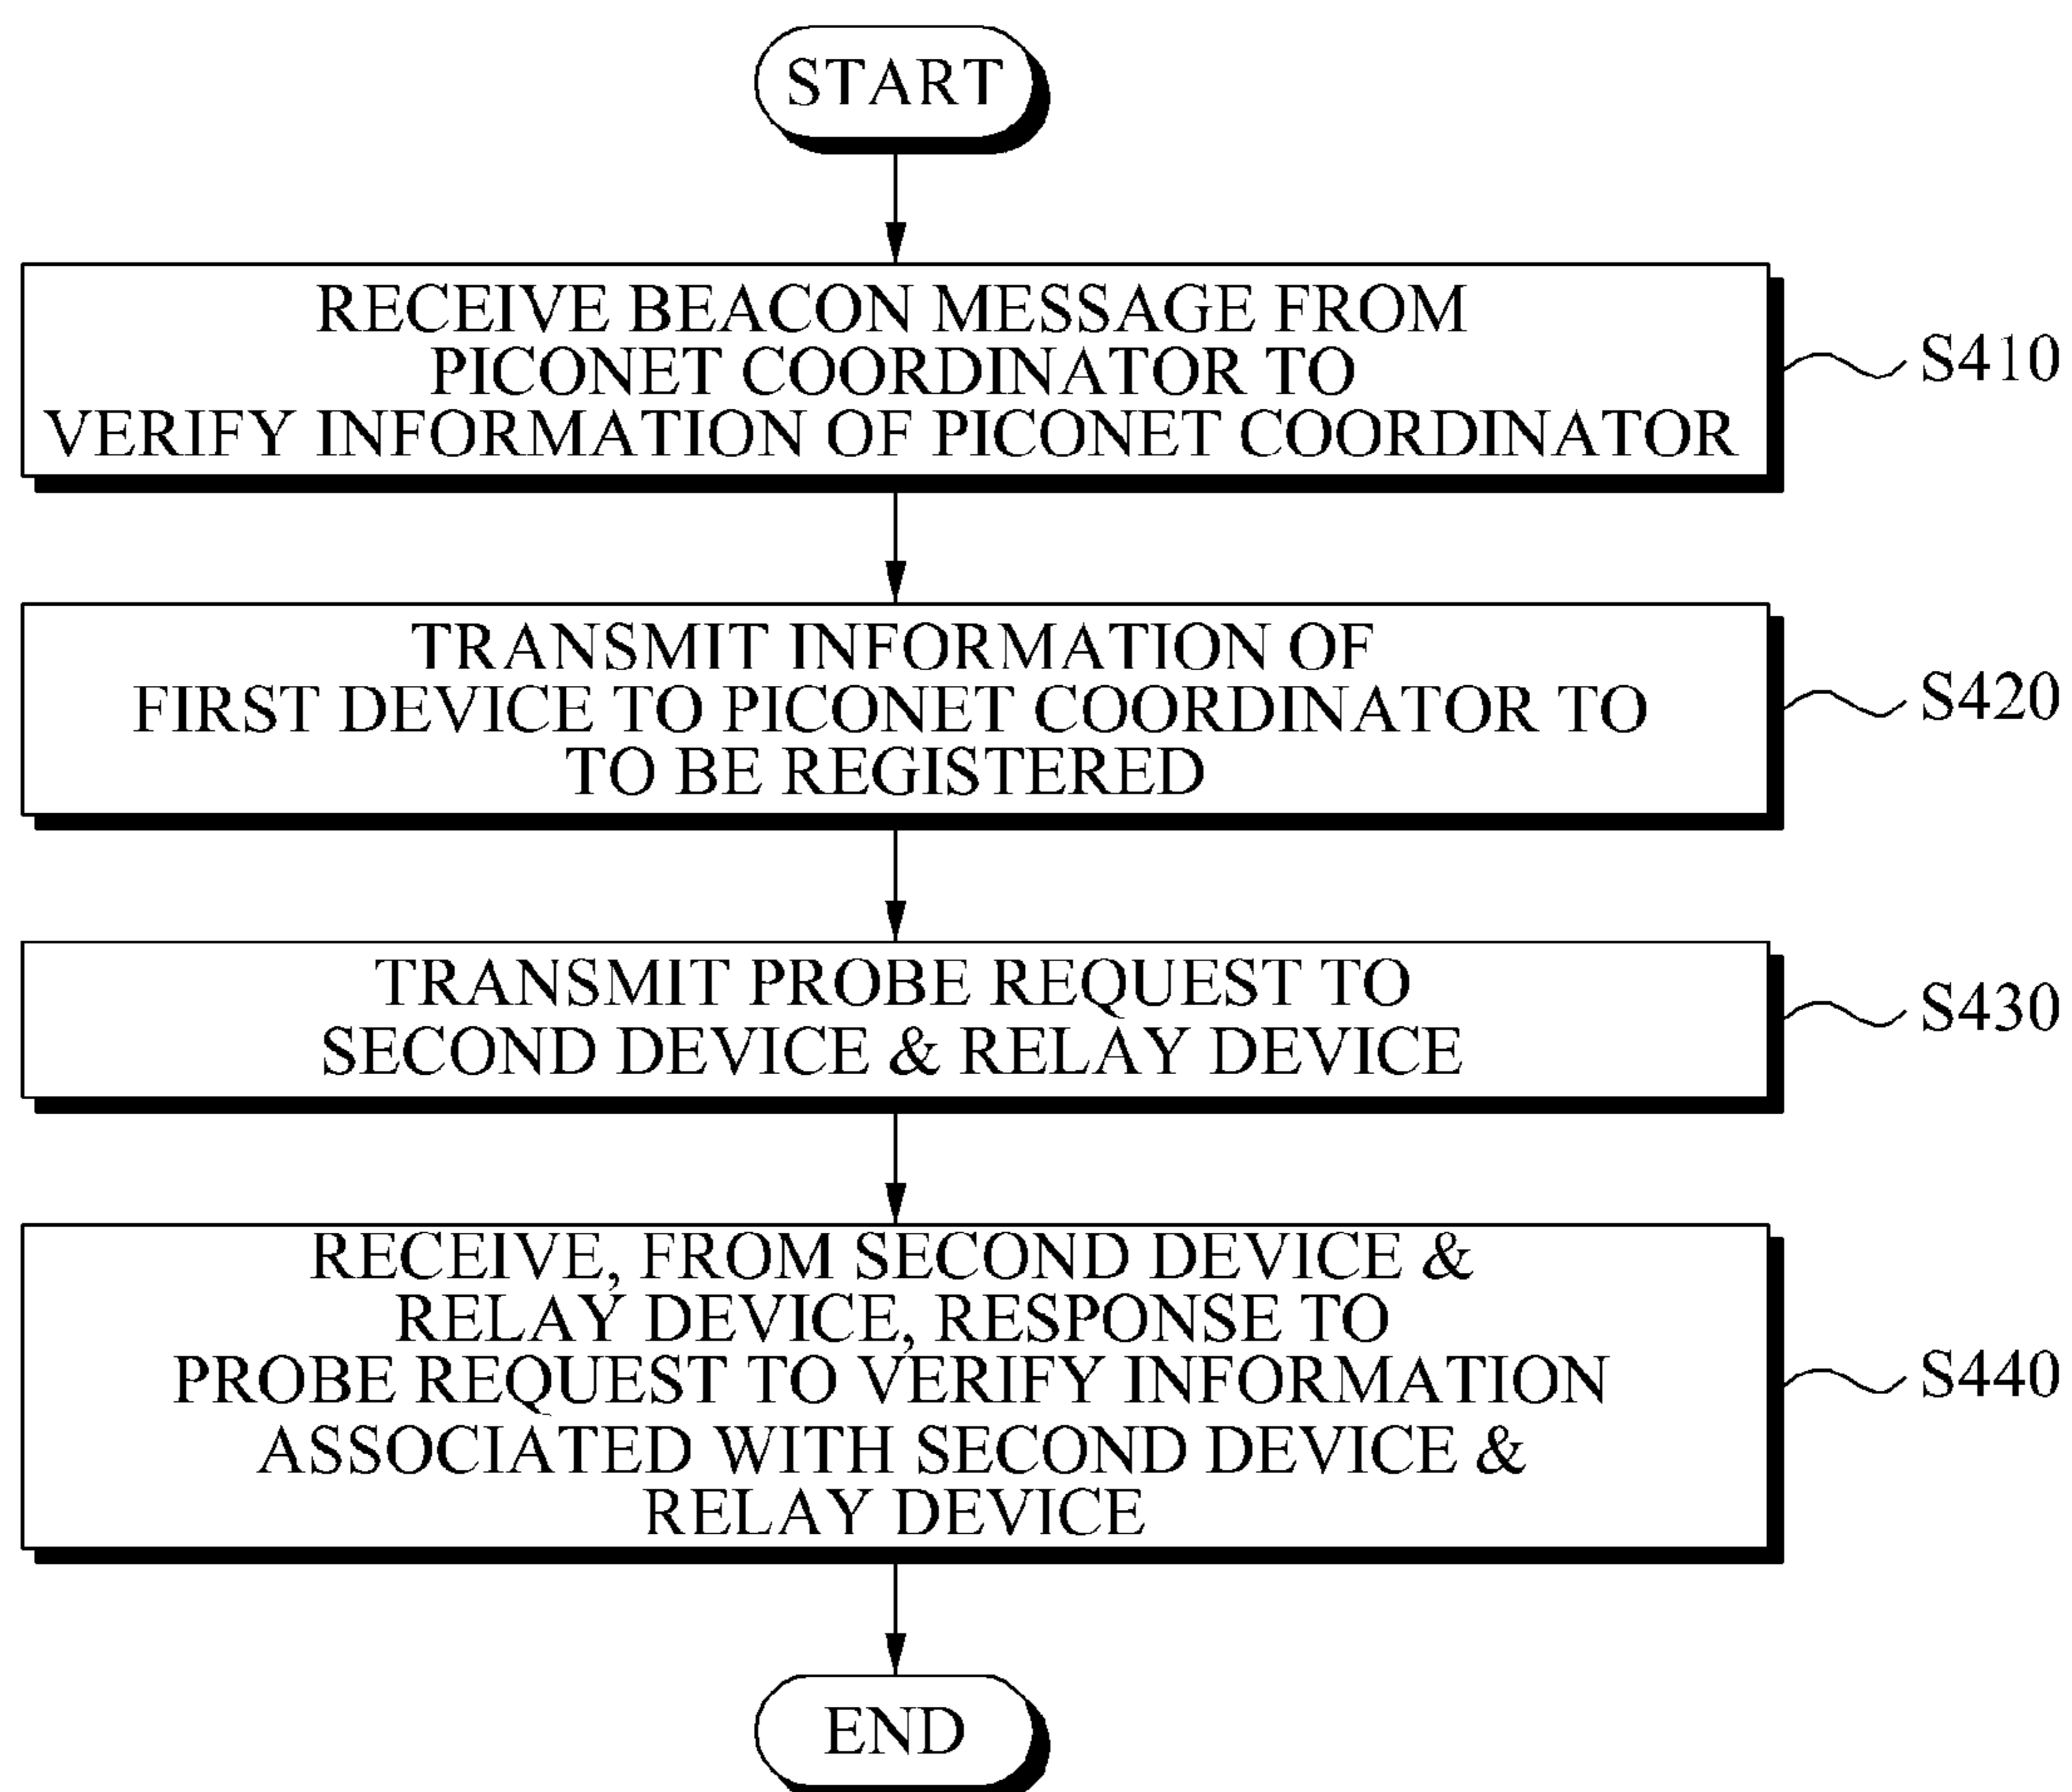 START
RECEIVE BEACON MESSAGE FROM
PICONET COORDINATOR TO
VERIFY INFORMATION OF PICONET COORDINATOR
S410
TRANSMIT INFORMATION OF
FIRST DEVICE TO PICONET COORDINATOR TO
TO BE REGISTERED
S420
TRANSMIT PROBE REQUEST TO
SECOND DEVICE & RELAY DEVICE
S430
RECEIVE, FROM SECOND DEVICE &
RELAY DEVICE, RESPONSE TO
PROBE REQUEST TO VERIFY INFORMATION
ASSOCIATED WITH SECOND DEVICE &
RELAY DEVICE
S440
END